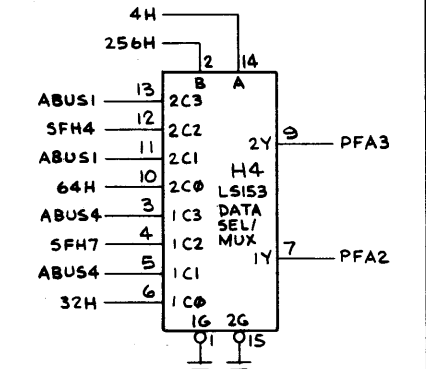 4H
256H
2 14
B A
ABUS1 13 2C3
SFH4 12 2C2
ABUS1 11 2C1
2Y 9 PFA3
64H 10 2CØ
H4
LS153
DATA
SEL/
MUX
ABUS4 3 1C3
SFH7 4 1C2
1Y 7 PFA2
ABUS4 5 1C1
32H 6 1CØ
1G 2G
1 15